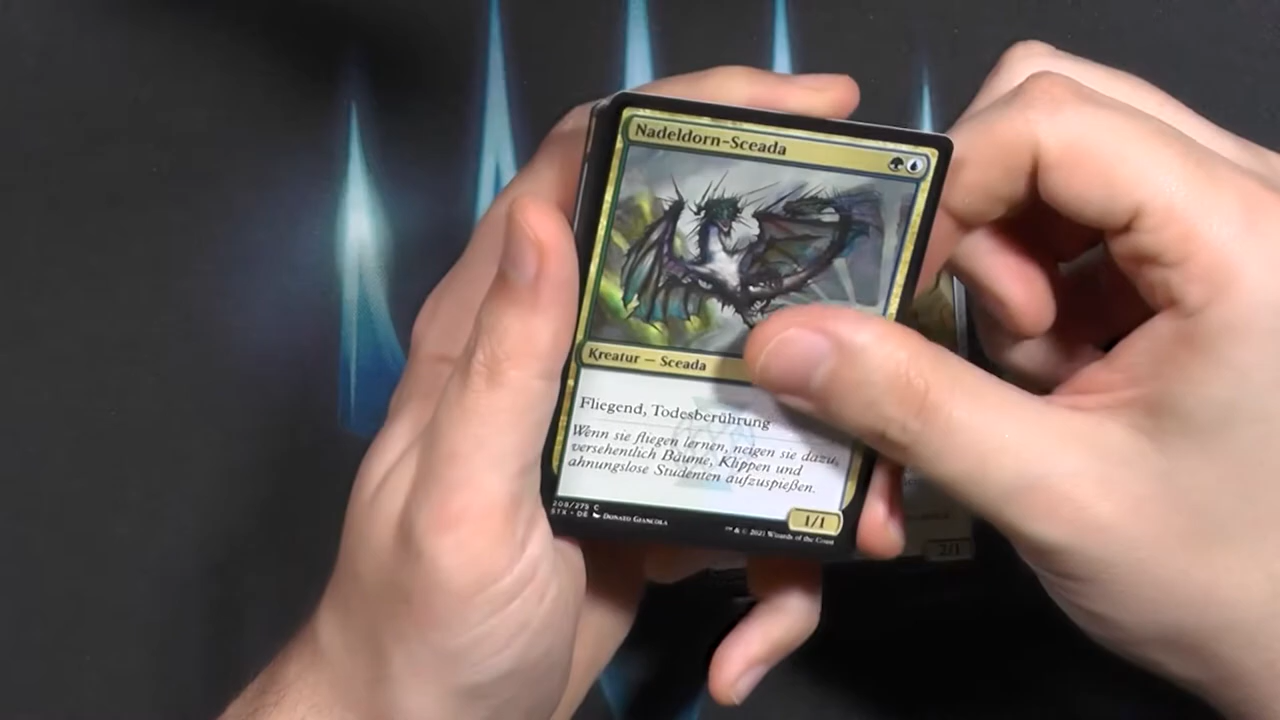 Nadeldorn-Sceada
Kreatur — Sceada
Fliegend, Todesberührung
Wenn sie fliegen lernen, neigen sie dazu,
versehentlich Bäume, Klippen und
ahnungslose Studenten aufzuspießen.
1/1
208/275 C
STX • DE Donato Giancola
™ & © 2021 Wizards of the Coast
2/1